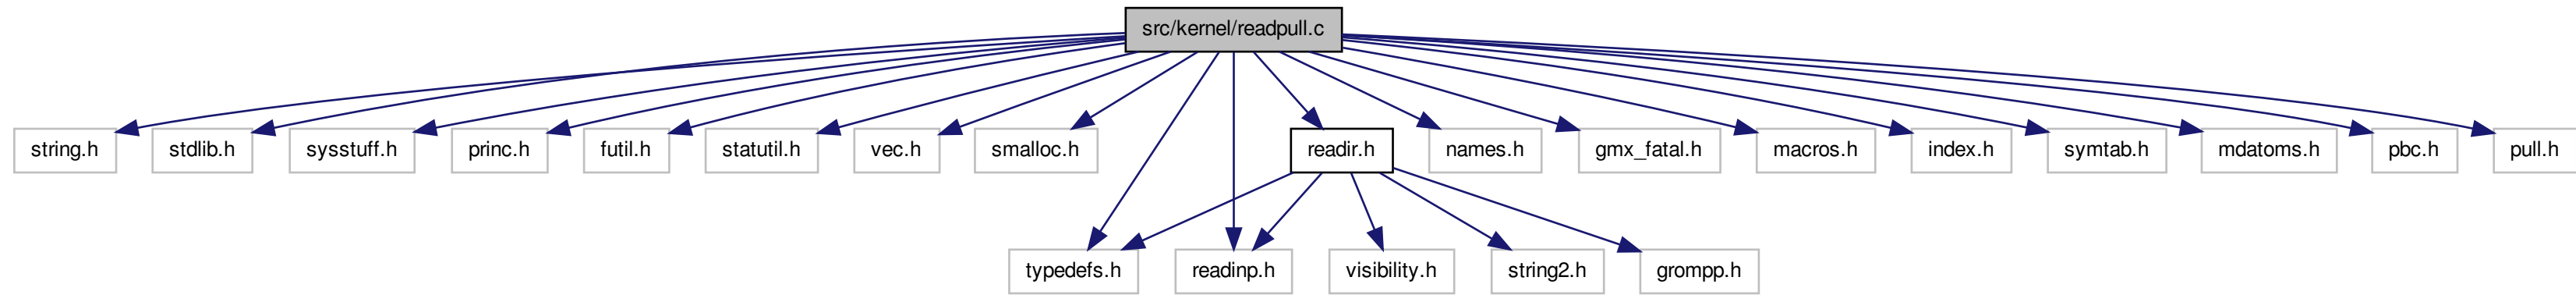 src/kernel/readpull.c
string.h
stdlib.h
sysstuff.h
princ.h
futil.h
statutil.h
vec.h
smalloc.h
readir.h
names.h
gmx_fatal.h
macros.h
index.h
symtab.h
mdatoms.h
pbc.h
pull.h
typedefs.h
readinp.h
visibility.h
string2.h
grompp.h